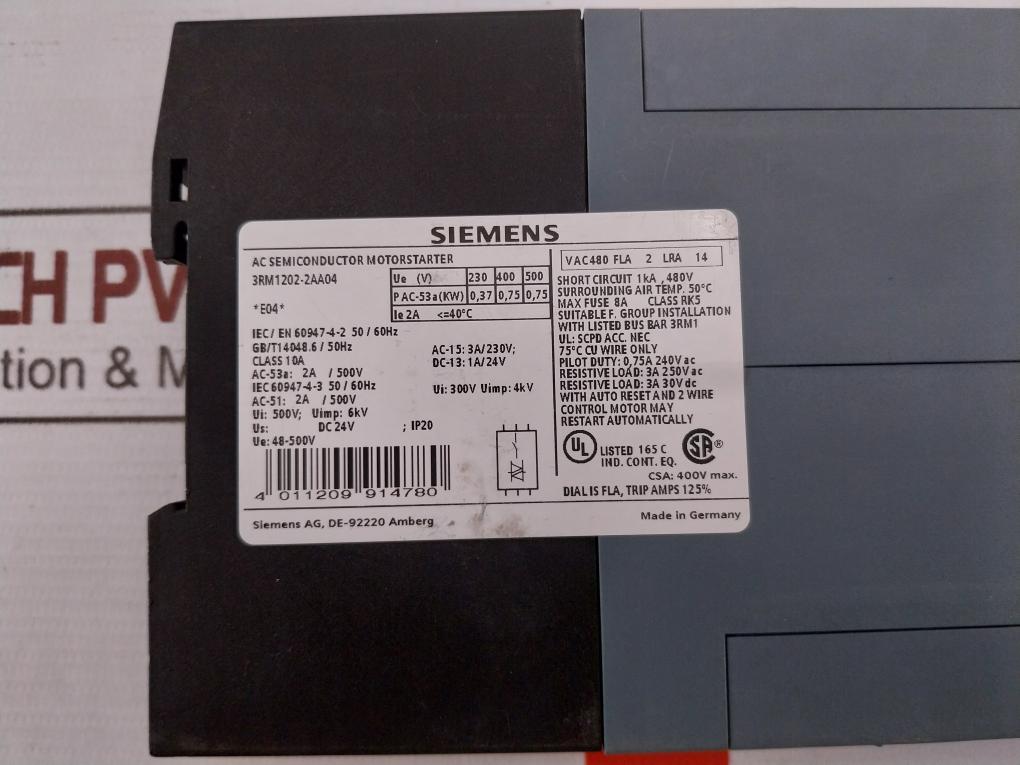 CH PV
tion & M
SIEMENS
AC SEMICONDUCTOR MOTORSTARTER
3RM1202-2AA04
*E04*
Ue (V) 230 400 500
P AC-53a(KW) 0,37 0,75 0,75
Ie 2A <=40°C
IEC/ EN 60947-4-2 50 / 60Hz
GB/T14048.6 / 50Hz
CLASS 10A
AC-53a: 2A / 500V
IEC 60947-4-3 50 / 60Hz
AC-51: 2A / 500V
Ui: 500V; Uimp: 6kV
Us: DC 24V ; IP20
Ue: 48-500V
AC-15: 3A/230V;
DC-13: 1A/24V
Ui: 300V Uimp: 4kV
4 011209 914780
VAC480 FLA 2 LRA 14
SHORT CIRCUIT 1kA , 480V
SURROUNDING AIR TEMP. 50°C
MAX FUSE 8A CLASS RK5
SUITABLE F. GROUP INSTALLATION
WITH LISTED BUS BAR 3RM1
UL: SCPD ACC. NEC
75°C CU WIRE ONLY
PILOT DUTY: 0,75A 240V ac
RESISTIVE LOAD: 3A 250V ac
RESISTIVE LOAD: 3A 30V dc
WITH AUTO RESET AND 2 WIRE
CONTROL MOTOR MAY
RESTART AUTOMATICALLY
UL LISTED 165 C SA ®
IND. CONT. EQ.
CSA: 400V max.
DIAL IS FLA, TRIP AMPS 125%
Siemens AG, DE-92220 Amberg
Made in Germany